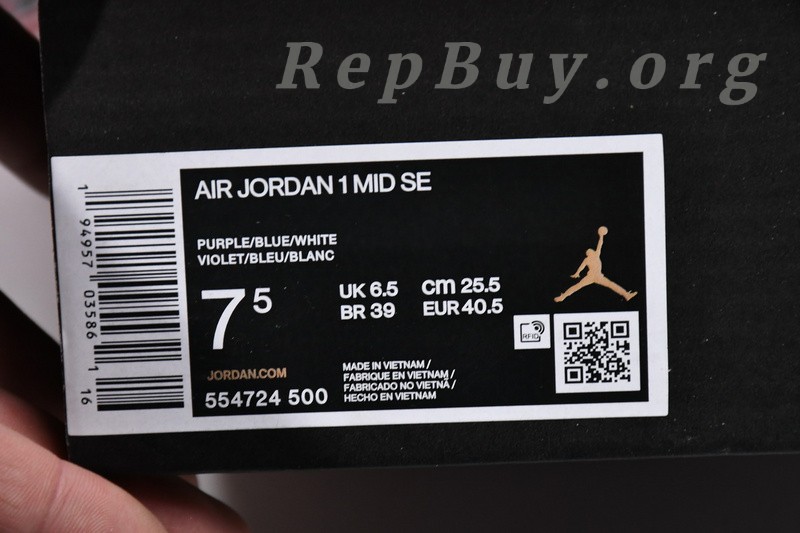 RepBuy.org
AIR JORDAN 1 MID SE
PURPLE/BLUE/WHITE
VIOLET/BLEU/BLANC
7 5
UK 6.5 cm 25.5
BR 39 EUR 40.5
RFID
JORDAN.COM
554724 500
MADE IN VIETNAM /
FABRIQUE EN VIETNAM /
FABRICADO NO VIETNÃ /
HECHO EN VIETNAM
1 94957 03586 1 16